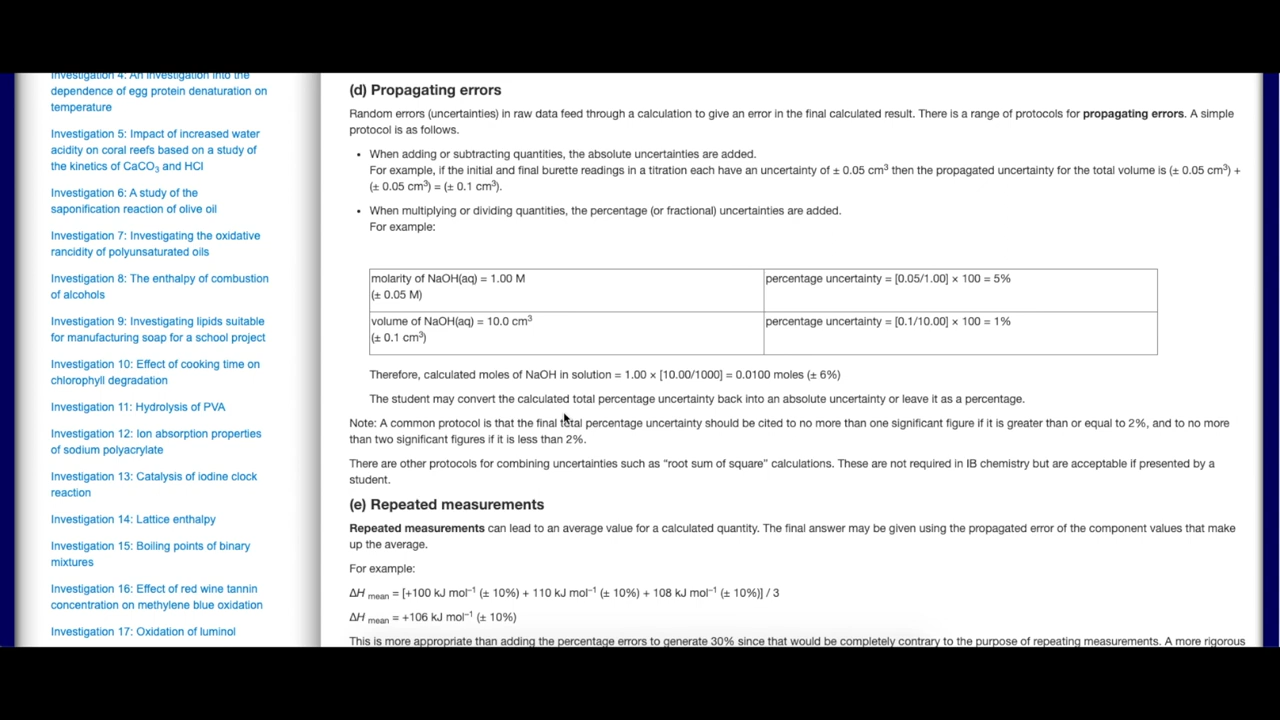 Investigation 4: An investigation into the
dependence of egg protein denaturation on
temperature
Investigation 5: Impact of increased water
acidity on coral reefs based on a study of
the kinetics of CaCO₃ and HCl
Investigation 6: A study of the
saponification reaction of olive oil
Investigation 7: Investigating the oxidative
rancidity of polyunsaturated oils
Investigation 8: The enthalpy of combustion
of alcohols
Investigation 9: Investigating lipids suitable
for manufacturing soap for a school project
Investigation 10: Effect of cooking time on
chlorophyll degradation
Investigation 11: Hydrolysis of PVA
Investigation 12: Ion absorption properties
of sodium polyacrylate
Investigation 13: Catalysis of iodine clock
reaction
Investigation 14: Lattice enthalpy
Investigation 15: Boiling points of binary
mixtures
Investigation 16: Effect of red wine tannin
concentration on methylene blue oxidation
Investigation 17: Oxidation of luminol
(d) Propagating errors
Random errors (uncertainties) in raw data feed through a calculation to give an error in the final calculated result. There is a range of protocols for propagating errors. A simple
protocol is as follows.
• When adding or subtracting quantities, the absolute uncertainties are added.
For example, if the initial and final burette readings in a titration each have an uncertainty of ± 0.05 cm³ then the propagated uncertainty for the total volume is (± 0.05 cm³) +
(± 0.05 cm³) = (± 0.1 cm³).
• When multiplying or dividing quantities, the percentage (or fractional) uncertainties are added.
For example:
molarity of NaOH(aq) = 1.00 M
(± 0.05 M)
percentage uncertainty = [0.05/1.00] × 100 = 5%
volume of NaOH(aq) = 10.0 cm³
(± 0.1 cm³)
percentage uncertainty = [0.1/10.00] × 100 = 1%
Therefore, calculated moles of NaOH in solution = 1.00 × [10.00/1000] = 0.0100 moles (± 6%)
The student may convert the calculated total percentage uncertainty back into an absolute uncertainty or leave it as a percentage.
Note: A common protocol is that the final total percentage uncertainty should be cited to no more than one significant figure if it is greater than or equal to 2%, and to no more
than two significant figures if it is less than 2%.
There are other protocols for combining uncertainties such as “root sum of square” calculations. These are not required in IB chemistry but are acceptable if presented by a
student.
(e) Repeated measurements
Repeated measurements can lead to an average value for a calculated quantity. The final answer may be given using the propagated error of the component values that make
up the average.
For example:
ΔH mean = [+100 kJ mol⁻¹ (± 10%) + 110 kJ mol⁻¹ (± 10%) + 108 kJ mol⁻¹ (± 10%)] / 3
ΔH mean = +106 kJ mol⁻¹ (± 10%)
This is more appropriate than adding the percentage errors to generate 30% since that would be completely contrary to the purpose of repeating measurements. A more rigorous